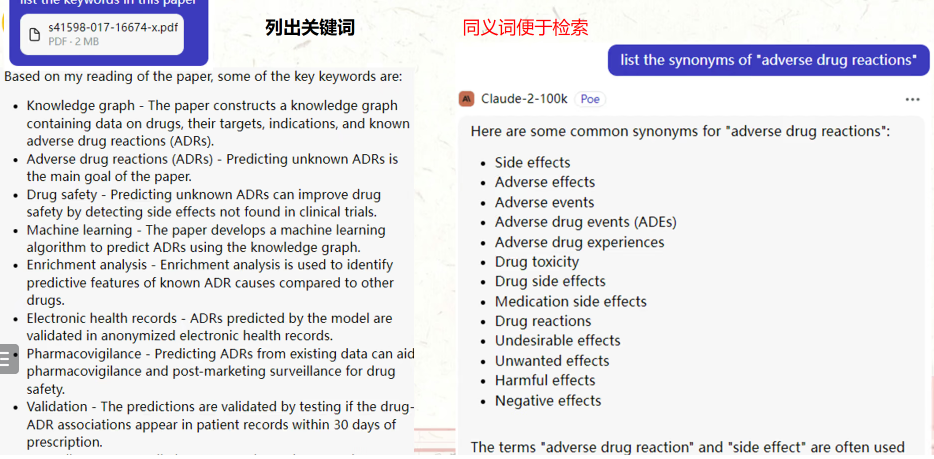 list the keywords in this paper
s41598-017-16674-x.pdf
PDF - 2 MB
列出关键词
Based on my reading of the paper, some of the key keywords are:
• Knowledge graph - The paper constructs a knowledge graph
containing data on drugs, their targets, indications, and known
adverse drug reactions (ADRs).
• Adverse drug reactions (ADRs) - Predicting unknown ADRs is
the main goal of the paper.
• Drug safety - Predicting unknown ADRs can improve drug
safety by detecting side effects not found in clinical trials.
• Machine learning - The paper develops a machine learning
algorithm to predict ADRs using the knowledge graph.
• Enrichment analysis - Enrichment analysis is used to identify
predictive features of known ADR causes compared to other
drugs.
• Electronic health records - ADRs predicted by the model are
validated in anonymized electronic health records.
• Pharmacovigilance - Predicting ADRs from existing data can aid
pharmacovigilance and post-marketing surveillance for drug
safety.
• Validation - The predictions are validated by testing if the drug-
ADR associations appear in patient records within 30 days of
prescription.
同义词便于检索
list the synonyms of "adverse drug reactions"
Claude-2-100k Poe
Here are some common synonyms for "adverse drug reactions":
• Side effects
• Adverse effects
• Adverse events
• Adverse drug events (ADEs)
• Adverse drug experiences
• Drug toxicity
• Drug side effects
• Medication side effects
• Drug reactions
• Undesirable effects
• Unwanted effects
• Harmful effects
• Negative effects
The terms "adverse drug reaction" and "side effect" are often used